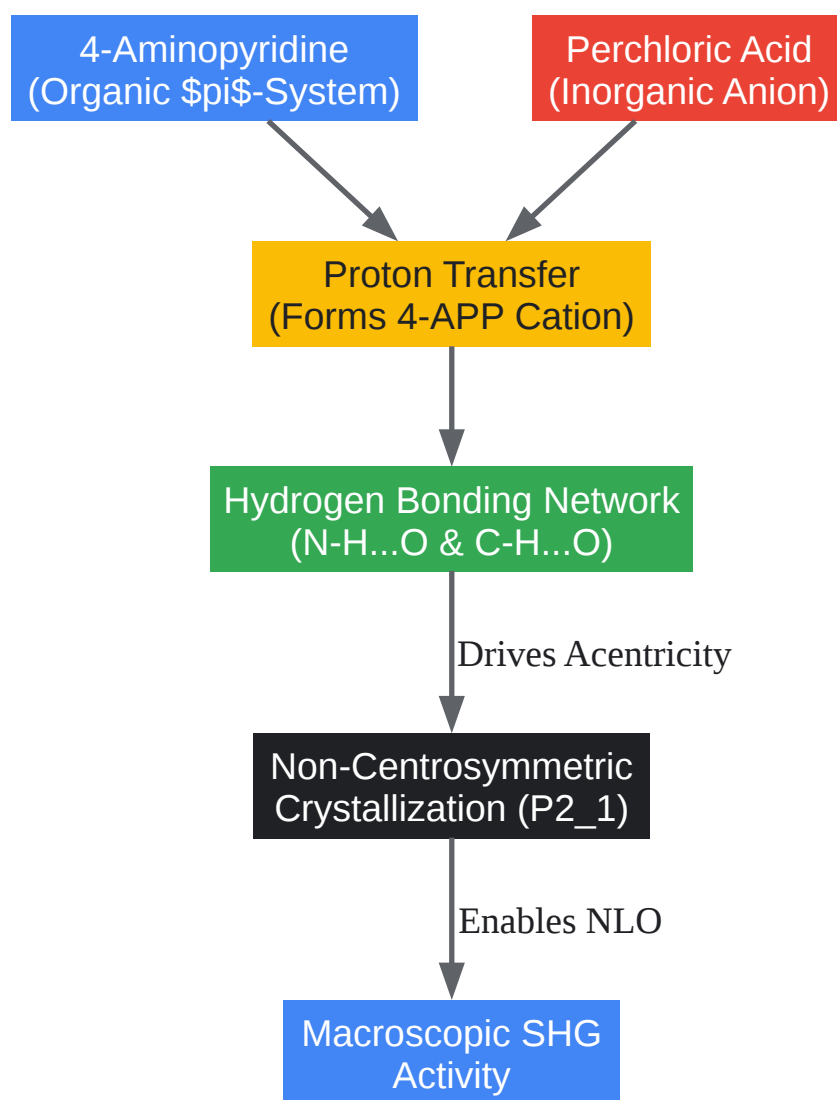 4-Aminopyridine
(Organic $pi$-System)
Perchloric Acid
(Inorganic Anion)
Proton Transfer
(Forms 4-APP Cation)
Hydrogen Bonding Network
(N-H...O & C-H...O)
Drives Acentricity
Non-Centrosymmetric
Crystallization (P2_1)
Enables NLO
Macroscopic SHG
Activity